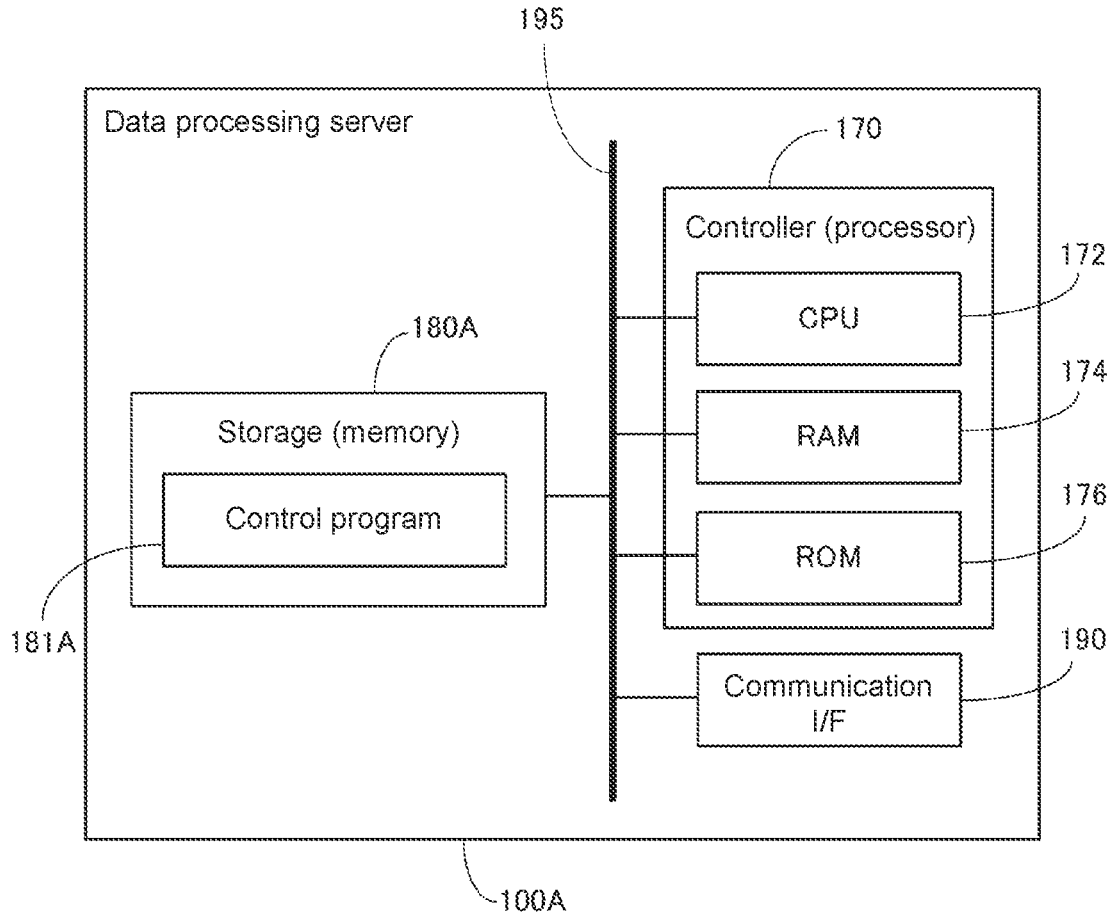 195
Data processing server
170
Controller (processor)
172
CPU
180A
174
Storage (memory)
RAM
Control program
176
ROM
181A
190
Communication
I/F
100A